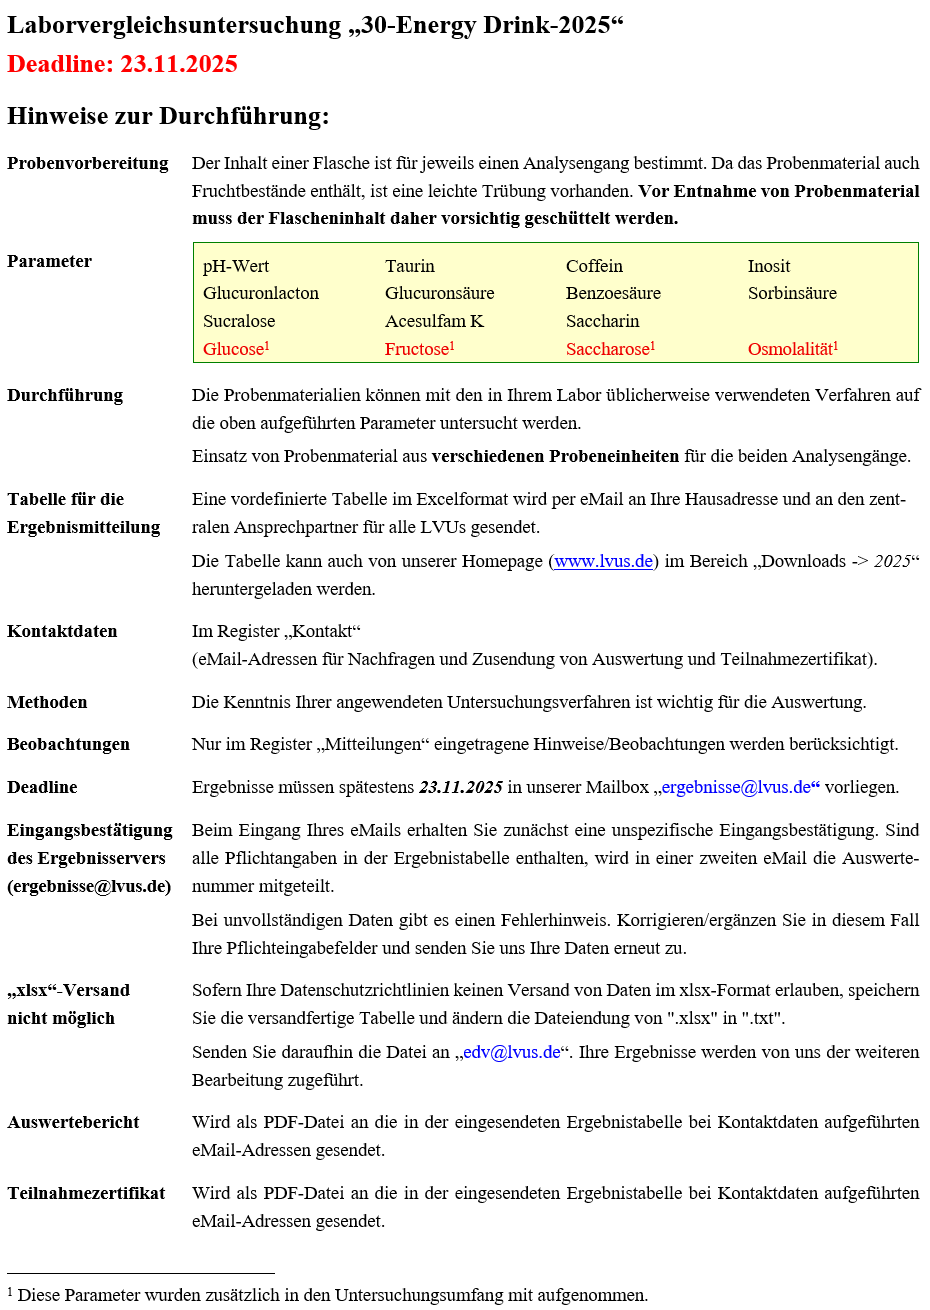 Laborvergleichsuntersuchung „30-Energy Drink-2025“
Deadline: 23.11.2025
Hinweise zur Durchführung:
Probenvorbereitung Der Inhalt einer Flasche ist für jeweils einen Analysengang bestimmt. Da das Probenmaterial auch
Fruchtbestände enthält, ist eine leichte Trübung vorhanden. Vor Entnahme von Probenmaterial
muss der Flascheninhalt daher vorsichtig geschüttelt werden.
Parameter pH-Wert Taurin Coffein Inosit
Glucuronlacton Glucuronsäure Benzoesäure Sorbinsäure
Sucralose Acesulfam K Saccharin
Glucose¹ Fructose¹ Saccharose¹ Osmolalität¹
Durchführung Die Probenmaterialien können mit den in Ihrem Labor üblicherweise verwendeten Verfahren auf
die oben aufgeführten Parameter untersucht werden.
Einsatz von Probenmaterial aus verschiedenen Probeneinheiten für die beiden Analysengänge.
Tabelle für die Eine vordefinierte Tabelle im Excelformat wird per eMail an Ihre Hausadresse und an den zent-
Ergebnismitteilung ralen Ansprechpartner für alle LVUs gesendet.
Die Tabelle kann auch von unserer Homepage (www.lvus.de) im Bereich „Downloads -> 2025“
heruntergeladen werden.
Kontaktdaten Im Register „Kontakt“
(eMail-Adressen für Nachfragen und Zusendung von Auswertung und Teilnahmezertifikat).
Methoden Die Kenntnis Ihrer angewendeten Untersuchungsverfahren ist wichtig für die Auswertung.
Beobachtungen Nur im Register „Mitteilungen“ eingetragene Hinweise/Beobachtungen werden berücksichtigt.
Deadline Ergebnisse müssen spätestens 23.11.2025 in unserer Mailbox „ergebnisse@lvus.de“ vorliegen.
Eingangsbestätigung Beim Eingang Ihres eMails erhalten Sie zunächst eine unspezifische Eingangsbestätigung. Sind
des Ergebnisservers alle Pflichtangaben in der Ergebnistabelle enthalten, wird in einer zweiten eMail die Auswerte-
(ergebnisse@lvus.de) nummer mitgeteilt.
Bei unvollständigen Daten gibt es einen Fehlerhinweis. Korrigieren/ergänzen Sie in diesem Fall
Ihre Pflichteingabefelder und senden Sie uns Ihre Daten erneut zu.
„xlsx“-Versand Sofern Ihre Datenschutzrichtlinien keinen Versand von Daten im xlsx-Format erlauben, speichern
nicht möglich Sie die versandfertige Tabelle und ändern die Dateiendung von ".xlsx" in ".txt".
Senden Sie daraufhin die Datei an „edv@lvus.de“. Ihre Ergebnisse werden von uns der weiteren
Bearbeitung zugeführt.
Auswertebericht Wird als PDF-Datei an die in der eingesendeten Ergebnistabelle bei Kontaktdaten aufgeführten
eMail-Adressen gesendet.
Teilnahmezertifikat Wird als PDF-Datei an die in der eingesendeten Ergebnistabelle bei Kontaktdaten aufgeführten
eMail-Adressen gesendet.
¹ Diese Parameter wurden zusätzlich in den Untersuchungsumfang mit aufgenommen.